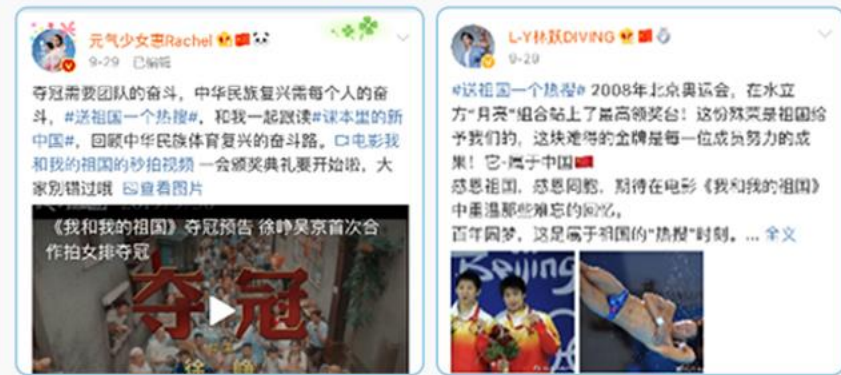 元气少女惠Rachel
9-29 已编辑
夺冠需要团队的奋斗，中华民族复兴需每个人的奋
斗，#送祖国一个热搜#，和我一起跟读#课本里的新
中国#，回顾中华民族体育复兴的奋斗路。电影我
和我的祖国的秒拍视频 一会颁奖典礼要开始啦，大
家别错过哦 查看图片
《我和我的祖国》夺冠预告 徐峥吴京首次合
作拍女排夺冠
夺冠
徐峥
L-Y林跃DIVING
9-29
#送祖国一个热搜# 2008年北京奥运会，在水立
方“月亮”组合站上了最高领奖台！这份殊荣是祖国给
予我们的，这块难得的金牌是每一位成员努力的成
果！它-属于中国
感恩祖国，感恩同胞，期待在电影《我和我的祖国》
中重温那些难忘的回忆。
百年圆梦，这是属于祖国的“热搜”时刻。... 全文
Beijing